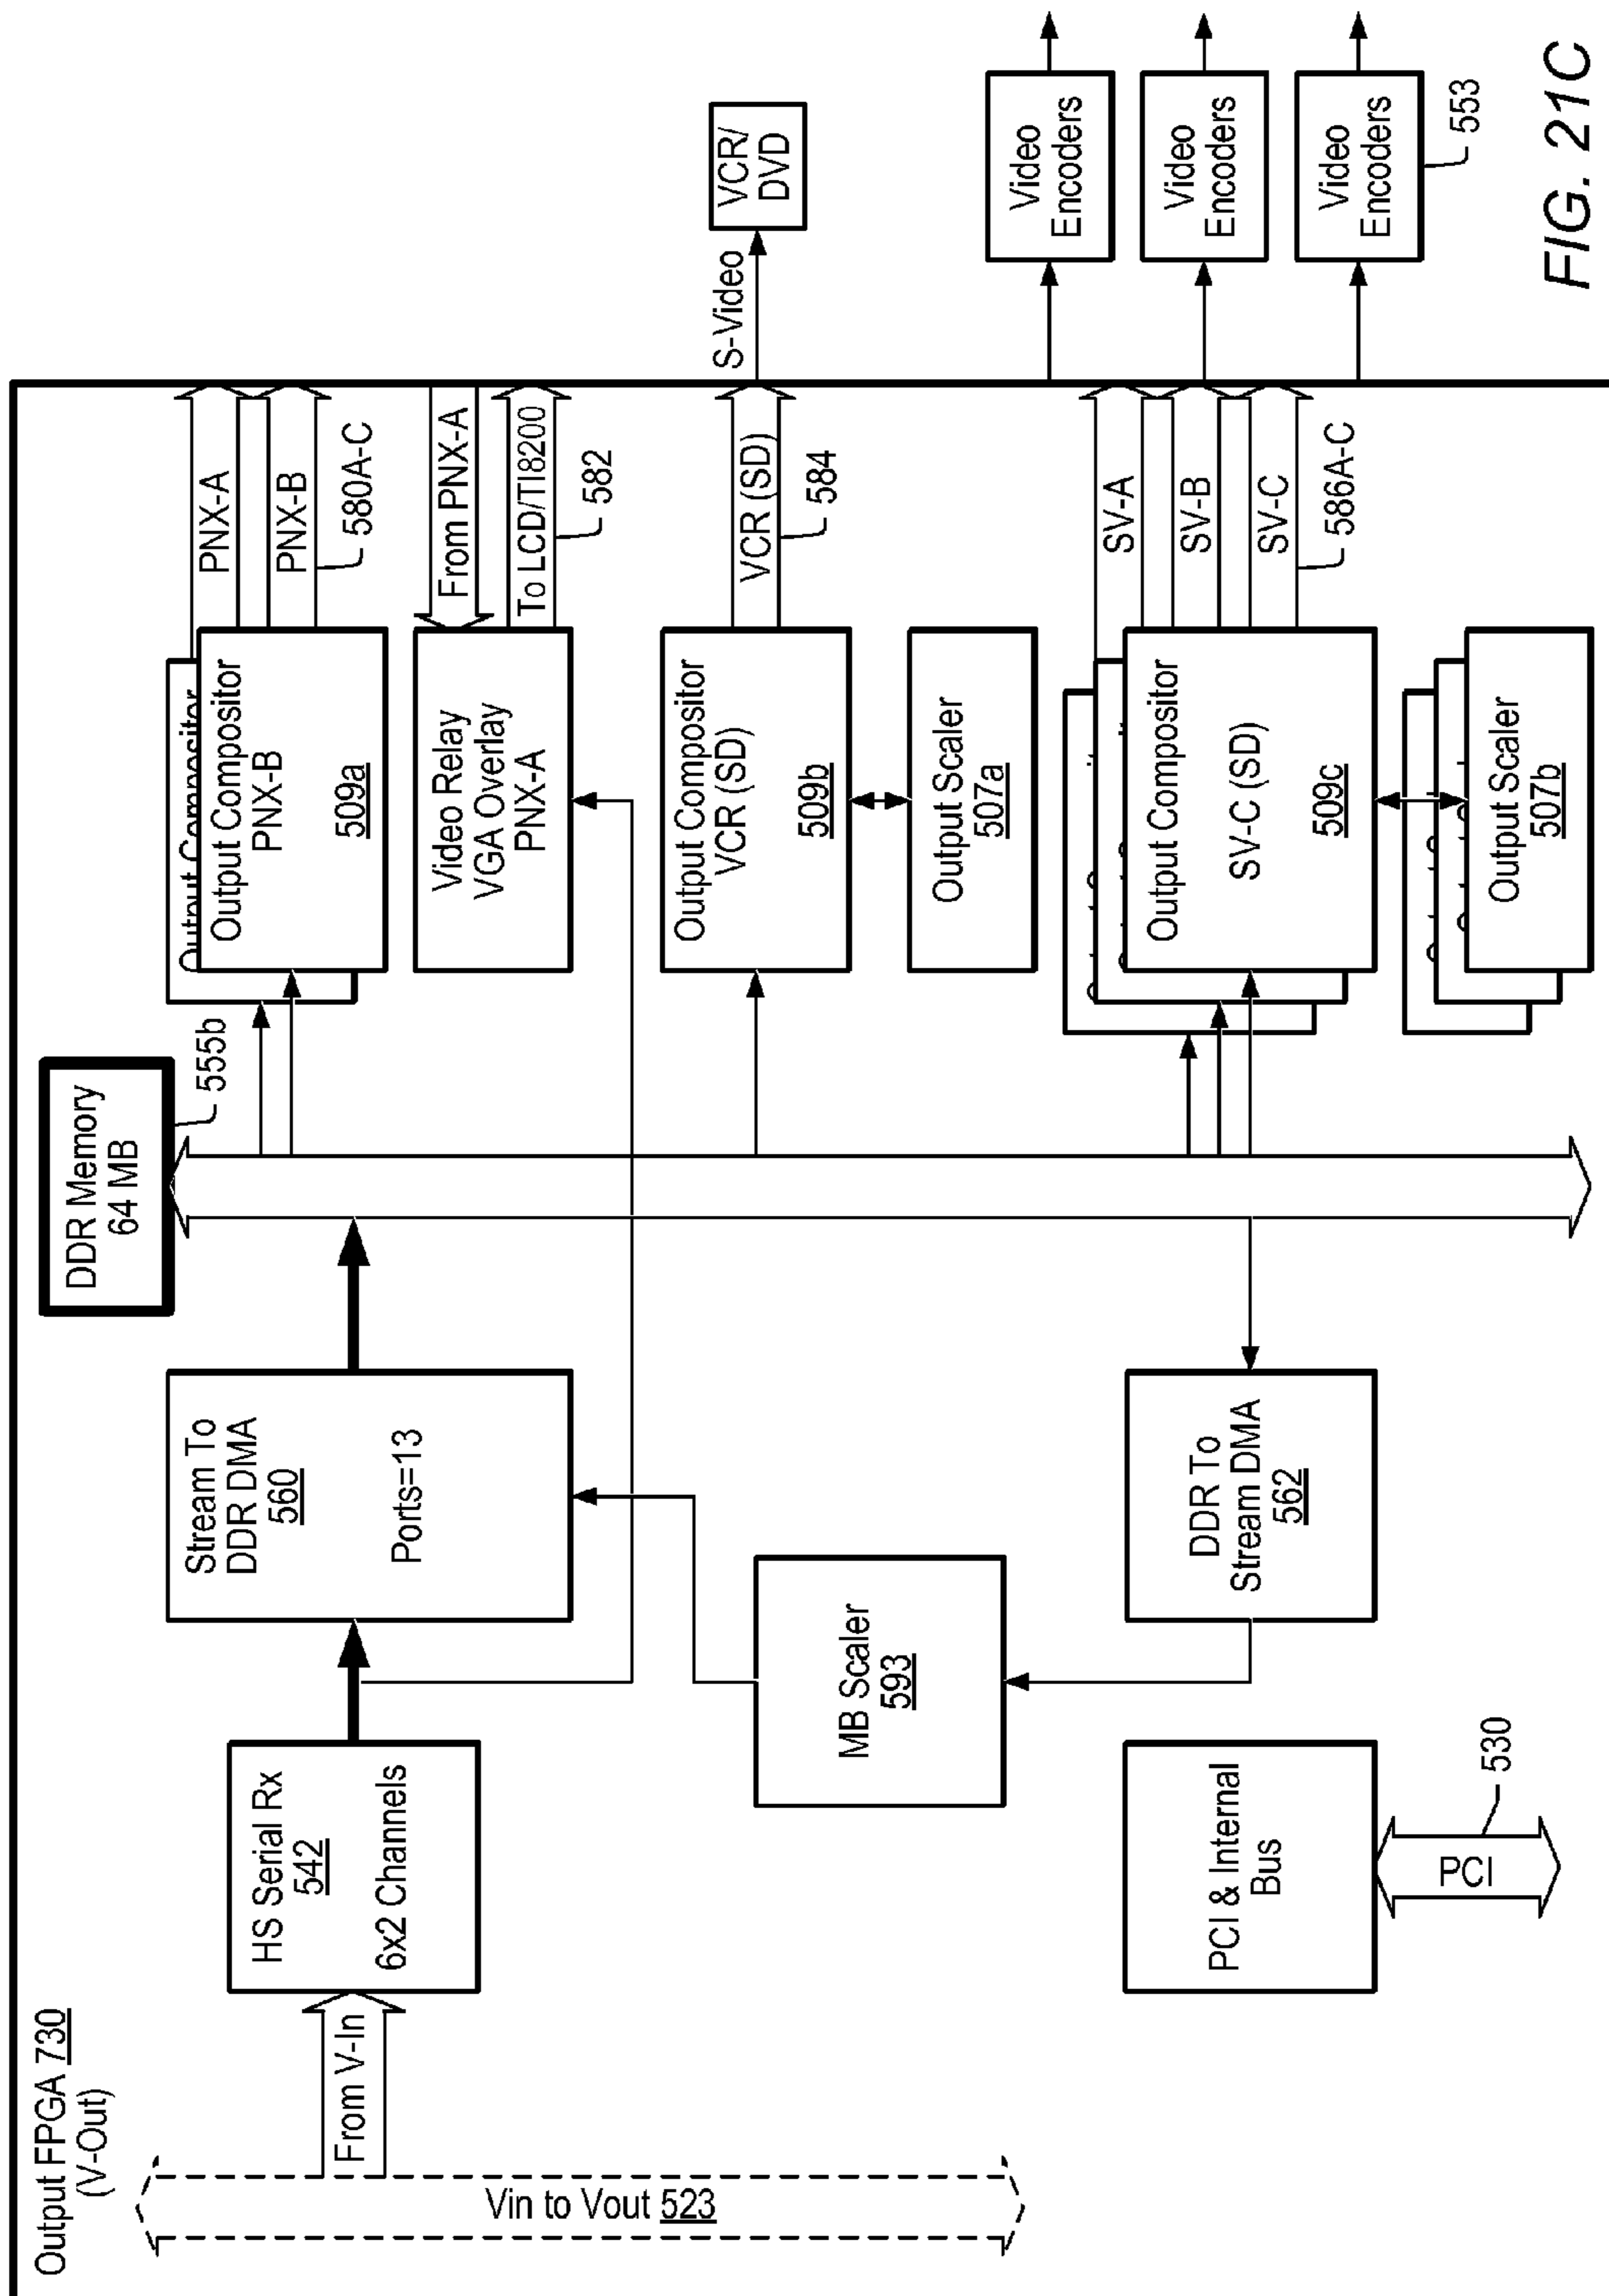 Output FPGA 730
(V-Out)
Vin to Vout 523
From V-In
HS Serial Rx
542
6x2 Channels
Stream To
DDR DMA
560
Ports=13
DDR Memory
64 MB
555b
MB Scaler
593
DDR To
Stream DMA
562
PCI & Internal
Bus
PCI
530
Output Compositor
Output Compositor
PNX-B
509a
PNX-A
PNX-B
580A-C
Video Relay
VGA Overlay
PNX-A
From PNX-A
To LCD/TI8200
582
Output Compositor
VCR (SD)
509b
VCR (SD)
584
S-Video
VCR/
DVD
Output Scaler
507a
Output Compositor
SV-C (SD)
509c
SV-A
SV-B
SV-C
586A-C
Output Scaler
507b
Video
Encoders
Video
Encoders
Video
Encoders
553
FIG. 21C